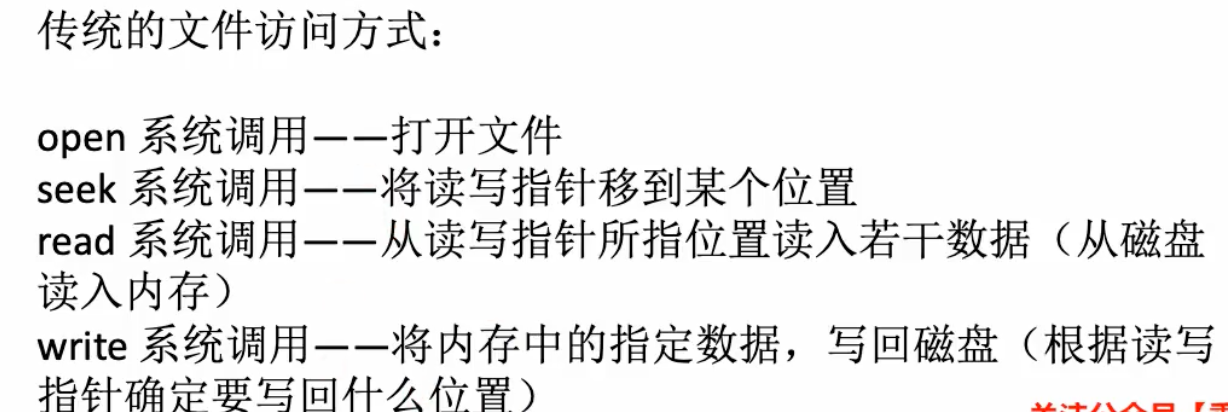 传统的文件访问方式：
open 系统调用——打开文件
seek 系统调用——将读写指针移到某个位置
read 系统调用——从读写指针所指位置读入若干数据（从磁盘
读入内存）
write 系统调用——将内存中的指定数据，写回磁盘（根据读写
指针确定要写回什么位置）